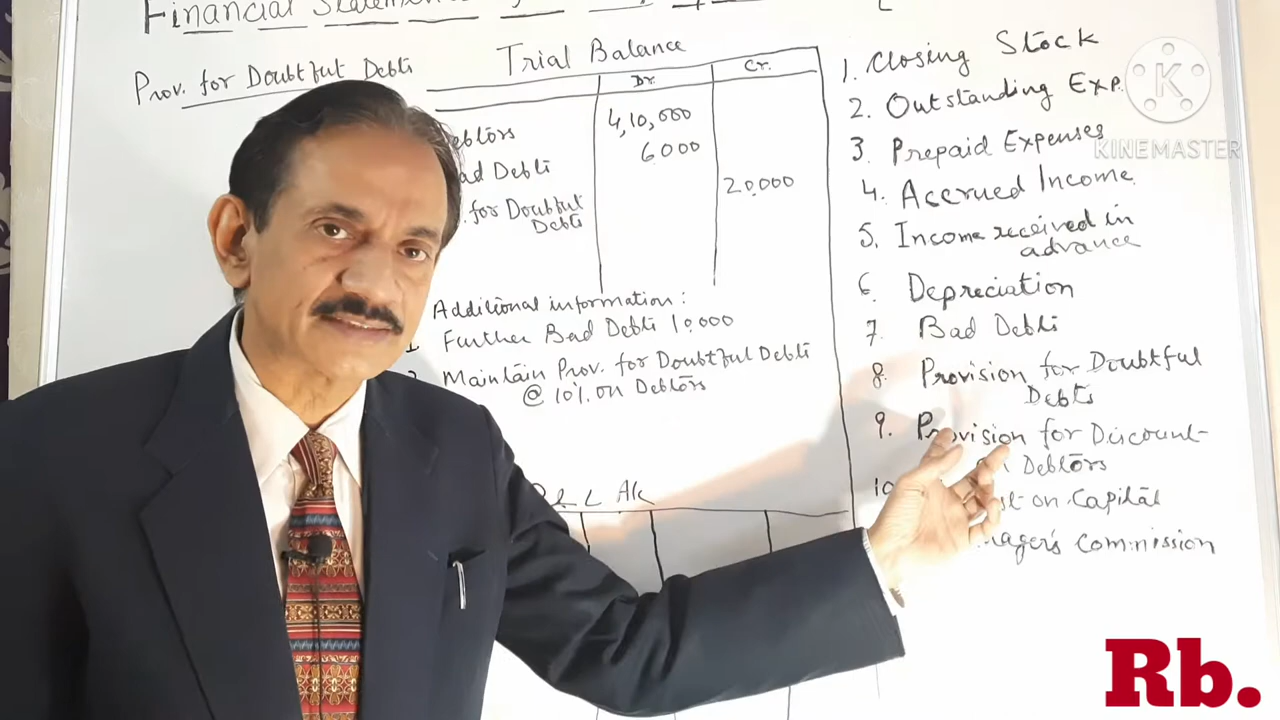 Financial
Prov. for Doubtful Debts
Trial Balance
Dr.
Cr.
4,10,000
6000
for Doubtful
Debts
20,000
Additional information:
Further Bad Debts 10,000
Maintain Prov. for Doubtful Debts
@ 10% on Debtors
& L A/c
1. Closing Stock
2. Outstanding Exp.
3. Prepaid Expenses
4. Accrued Income
5. Income received in
advance
6. Depreciation
7. Bad Debts
8. Provision for Doubtful
Debts
9. Provision for Discount
Debtors
10
on Capital
Commission
K
KINEMASTER
Rb.